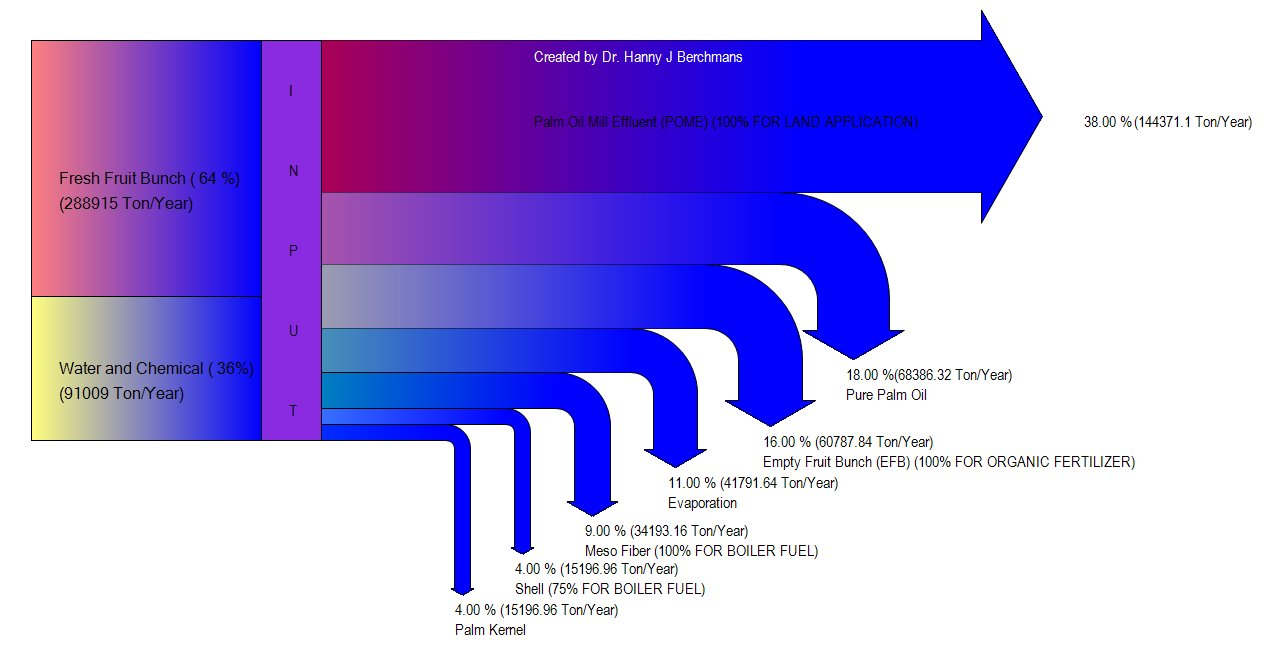 Created by Dr. Hanny J Berchmans
Palm Oil Mill Effluent (POME) (100% FOR LAND APPLICATION)
38.00 % (144371.1 Ton/Year)
Fresh Fruit Bunch ( 64 %)
(288915 Ton/Year)
Water and Chemical ( 36%)
(91009 Ton/Year)
I
N
P
U
T
18.00 %(68386.32 Ton/Year)
Pure Palm Oil
16.00 % (60787.84 Ton/Year)
Empty Fruit Bunch (EFB) (100% FOR ORGANIC FERTILIZER)
11.00 % (41791.64 Ton/Year)
Evaporation
9.00 % (34193.16 Ton/Year)
Meso Fiber (100% FOR BOILER FUEL)
4.00 % (15196.96 Ton/Year)
Shell (75% FOR BOILER FUEL)
4.00 % (15196.96 Ton/Year)
Palm Kernel